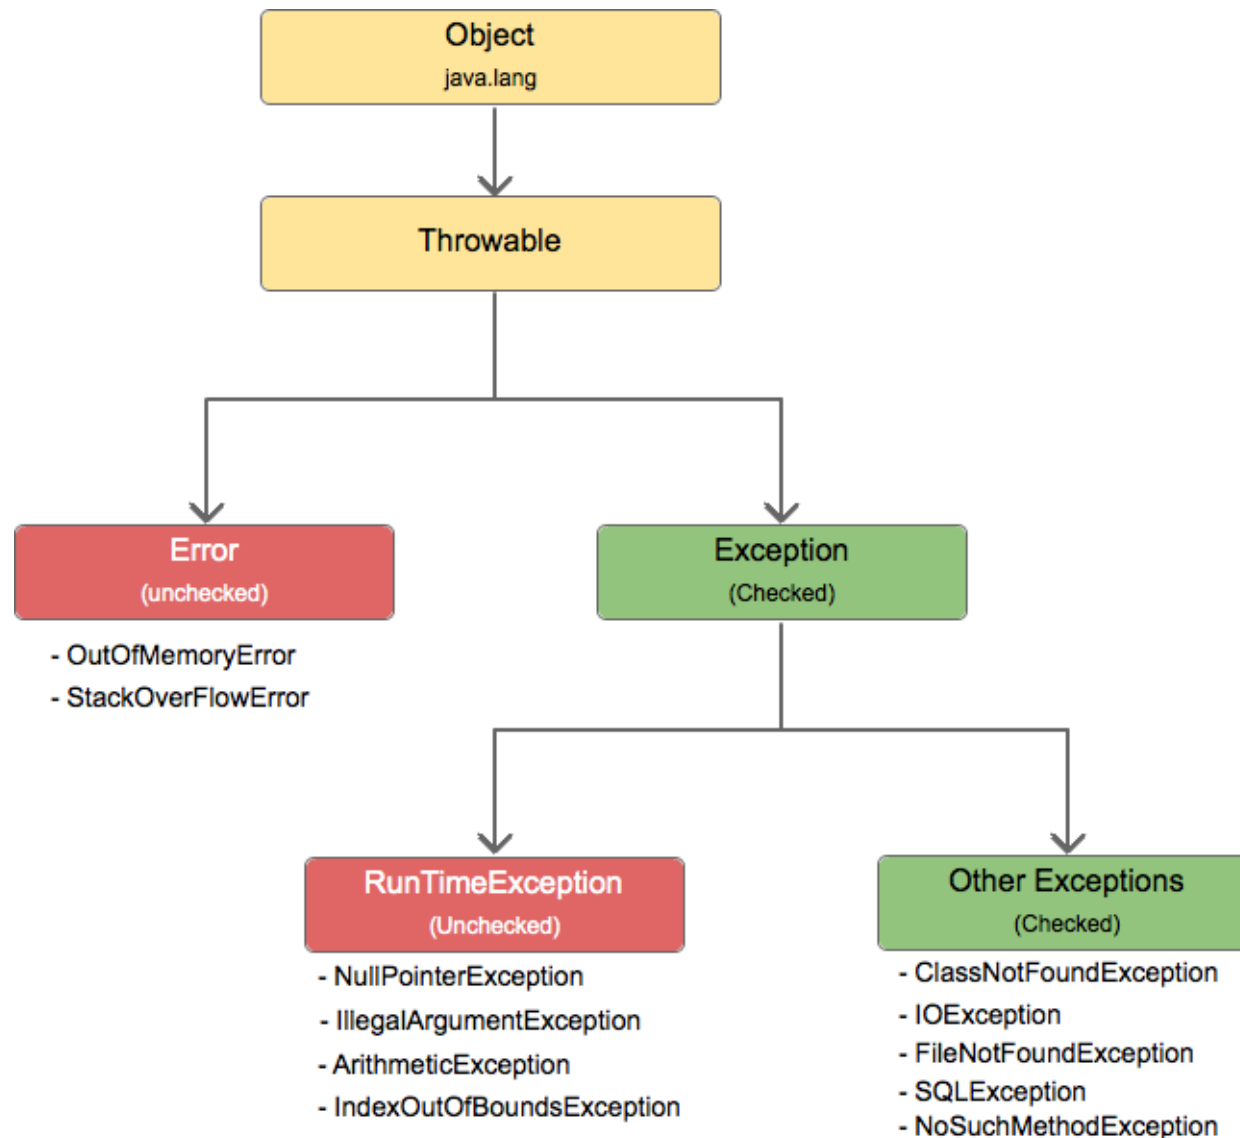 Object
java.lang
Throwable
Error
(unchecked)
- OutOfMemoryError
- StackOverFlowError
Exception
(Checked)
RunTimeException
(Unchecked)
- NullPointerException
- IllegalArgumentException
- ArithmeticException
- IndexOutOfBoundsException
Other Exceptions
(Checked)
- ClassNotFoundException
- IOException
- FileNotFoundException
- SQLException
- NoSuchMethodException